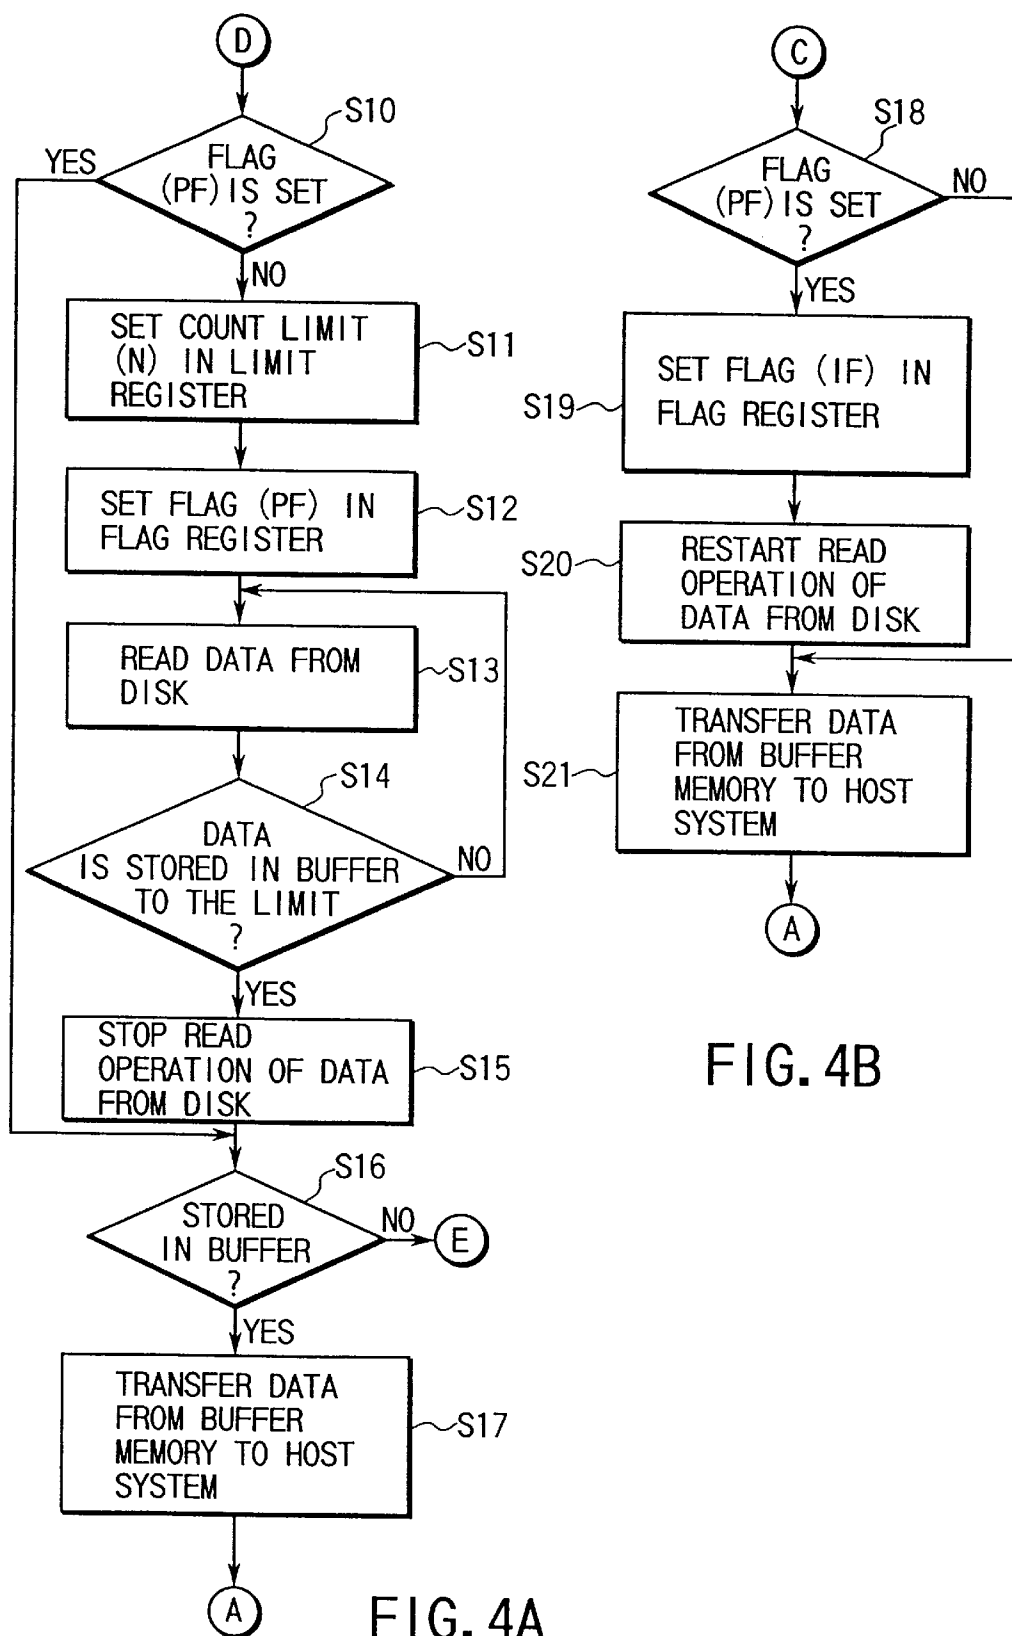 D
S10
YES
FLAG
(PF) IS SET
?
NO
SET COUNT LIMIT
(N) IN LIMIT
REGISTER
S11
SET FLAG (PF) IN
FLAG REGISTER
S12
READ DATA FROM
DISK
S13
S14
DATA
IS STORED IN BUFFER
TO THE LIMIT
?
NO
YES
STOP READ
OPERATION OF DATA
FROM DISK
S15
S16
STORED
IN BUFFER
?
NO
E
YES
TRANSFER DATA
FROM BUFFER
MEMORY TO HOST
SYSTEM
S17
A
FIG. 4A
C
S18
FLAG
(PF) IS SET
?
NO
YES
SET FLAG (IF) IN
FLAG REGISTER
S19
RESTART READ
OPERATION OF
DATA FROM DISK
S20
TRANSFER DATA
FROM BUFFER
MEMORY TO HOST
SYSTEM
S21
A
FIG. 4B